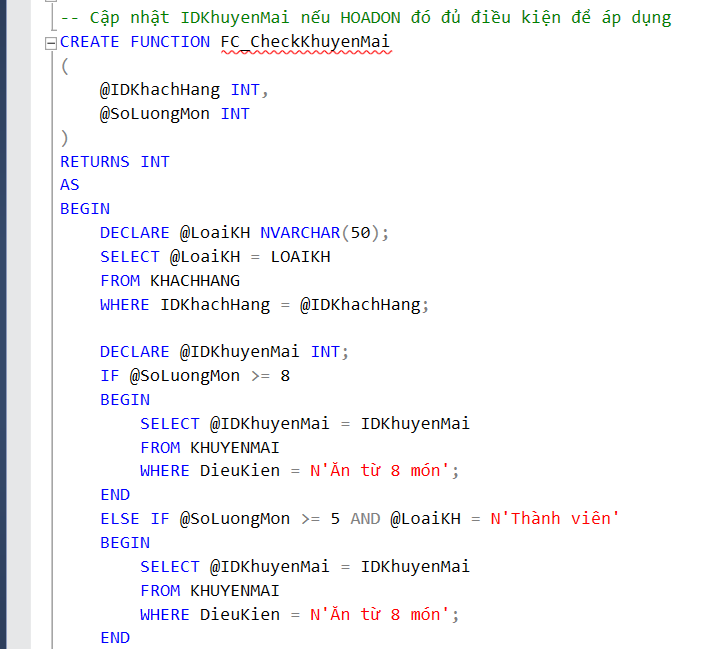 -- Cập nhật IDKhuyenMai nếu HOADON đó đủ điều kiện để áp dụng
CREATE FUNCTION FC_CheckKhuyenMai
(
@IDKhachHang INT,
@SoLuongMon INT
)
RETURNS INT
AS
BEGIN
DECLARE @LoaiKH NVARCHAR(50);
SELECT @LoaiKH = LOAIKH
FROM KHACHHANG
WHERE IDKhachHang = @IDKhachHang;
DECLARE @IDKhuyenMai INT;
IF @SoLuongMon >= 8
BEGIN
SELECT @IDKhuyenMai = IDKhuyenMai
FROM KHUYENMAI
WHERE DieuKien = N'Ăn từ 8 món';
END
ELSE IF @SoLuongMon >= 5 AND @LoaiKH = N'Thành viên'
BEGIN
SELECT @IDKhuyenMai = IDKhuyenMai
FROM KHUYENMAI
WHERE DieuKien = N'Ăn từ 8 món';
END